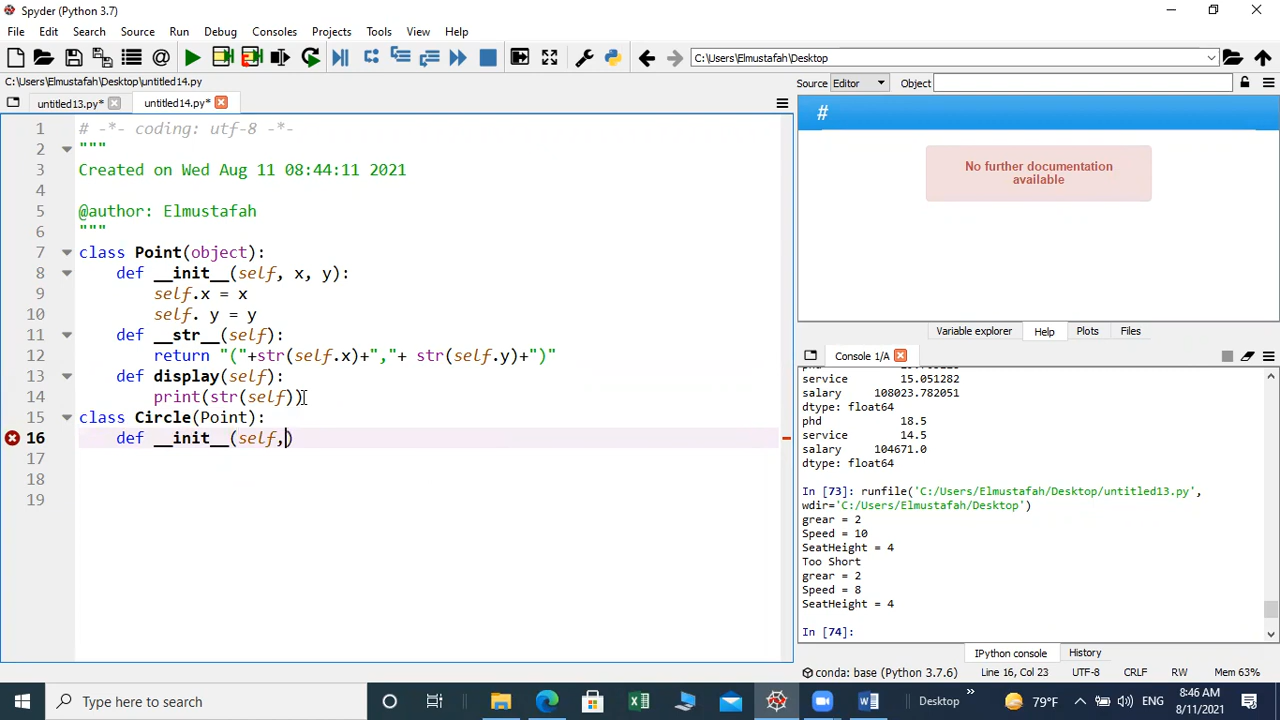 Spyder (Python 3.7)
File Edit Search Source Run Debug Consoles Projects Tools View Help
C:\Users\Elmustafah\Desktop
C:\Users\Elmustafah\Desktop\untitled14.py
Source Editor Object
untitled13.py* untitled14.py*
1 # -*- coding: utf-8 -*-
2 """
3 Created on Wed Aug 11 08:44:11 2021
4
5 @author: Elmustafah
6 """
7 class Point(object):
8 def __init__(self, x, y):
9 self.x = x
10 self. y = y
11 def __str__(self):
12 return "("+str(self.x)+","+ str(self.y)+")"
13 def display(self):
14 print(str(self))
15 class Circle(Point):
16 def __init__(self,)
17
18
19
#
No further documentation
available
Variable explorer Help Plots Files
Console 1/A
service 15.051282
salary 108023.782051
dtype: float64
phd 18.5
service 14.5
salary 104671.0
dtype: float64
In [73]: runfile('C:/Users/Elmustafah/Desktop/untitled13.py',
wdir='C:/Users/Elmustafah/Desktop')
grear = 2
Speed = 10
SeatHeight = 4
Too Short
grear = 2
Speed = 8
SeatHeight = 4
In [74]:
IPython console History
conda: base (Python 3.7.6) Line 16, Col 23 UTF-8 CRLF RW Mem 63%
Type here to search
Desktop
79°F
ENG
8:46 AM
8/11/2021